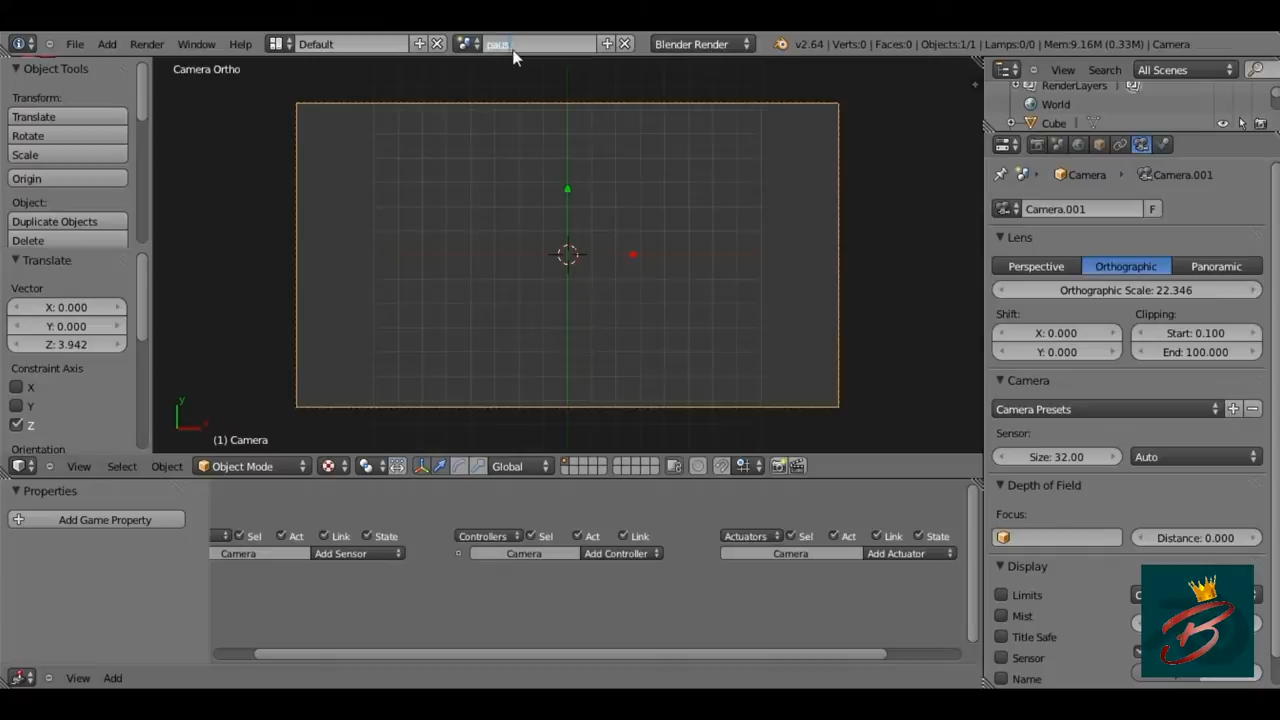 File Add Render Window Help Default paus Blender Render v2.64 | Verts:0 | Faces:0 | Objects:1/1 | Lamps:0/0 | Mem:9.16M (0.33M) | Camera
Object Tools
Transform:
Translate
Rotate
Scale
Origin
Object:
Duplicate Objects
Delete
Translate
Vector
X: 0.000
Y: 0.000
Z: 3.942
Constraint Axis
X
Y
Z
Orientation
Camera Ortho
y
(1) Camera
View Search All Scenes
RenderLayers |
World
Cube |
Camera Camera.001
Camera.001 F
Lens
Perspective Orthographic Panoramic
Orthographic Scale: 22.346
Shift: Clipping:
X: 0.000 Start: 0.100
Y: 0.000 End: 100.000
Camera
Camera Presets
Sensor:
Size: 32.00 Auto
Depth of Field
Focus:
Distance: 0.000
Display
Limits
Mist
Title Safe
Sensor
Name
B
View Select Object Object Mode Global
Properties
Add Game Property
Sel Act Link State Controllers Sel Act Link Actuators Sel Act Link State
Camera Add Sensor Camera Add Controller Camera Add Actuator
View Add